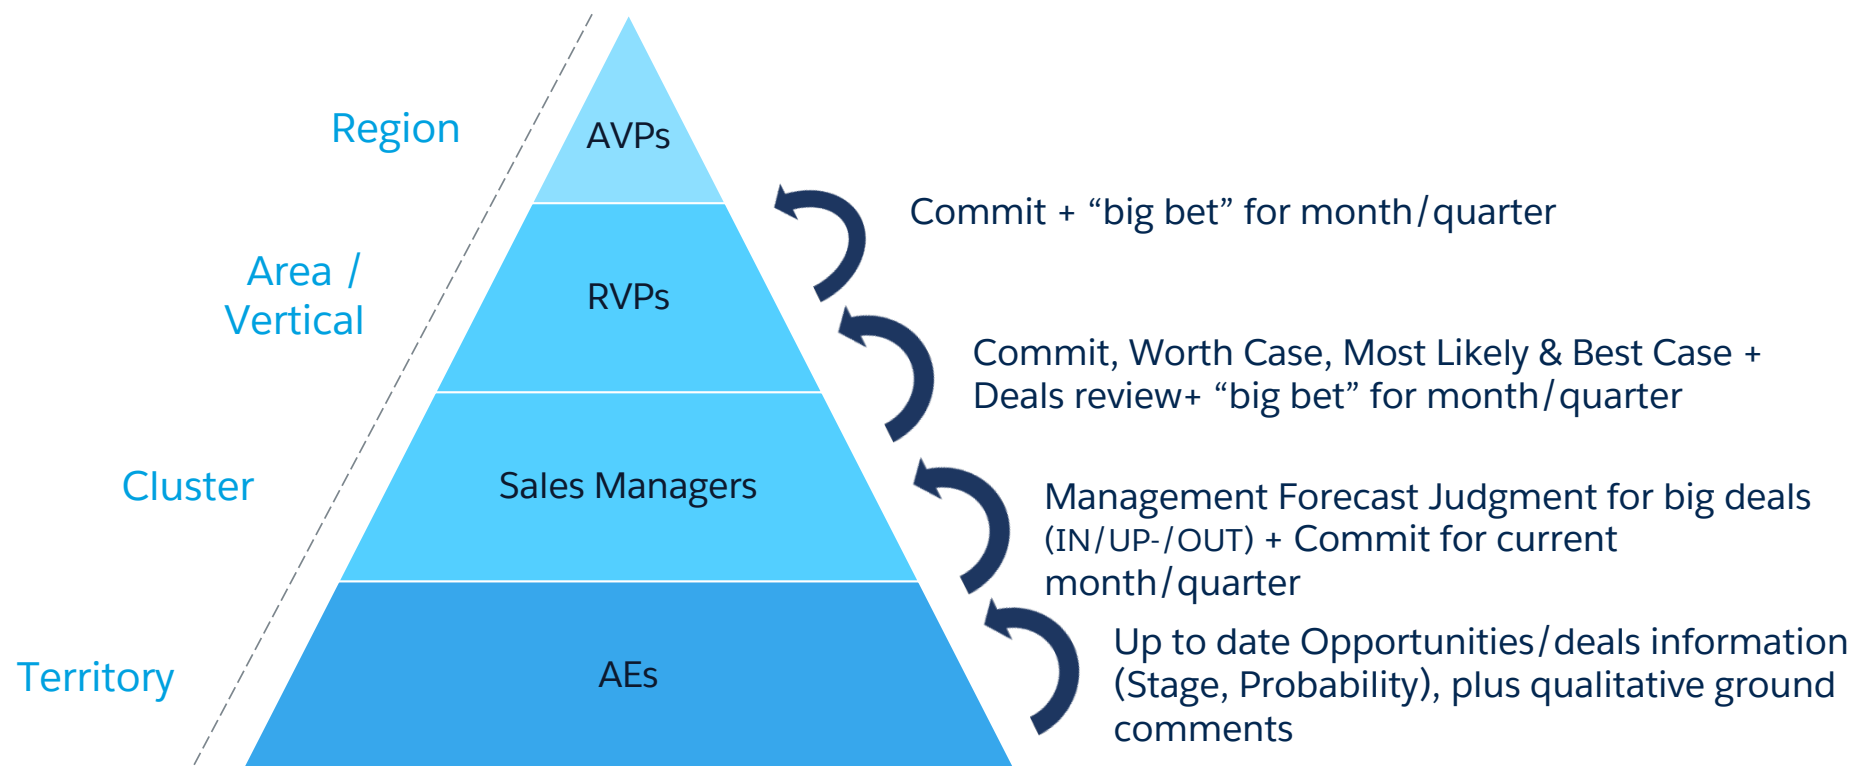 Region
AVPs
Commit + “big bet” for month/quarter
Area /
Vertical
RVPs
Commit, Worth Case, Most Likely & Best Case +
Deals review+ “big bet” for month/quarter
Cluster
Sales Managers
Management Forecast Judgment for big deals
(IN/UP-/OUT) + Commit for current
month/quarter
Territory
AEs
Up to date Opportunities/deals information
(Stage, Probability), plus qualitative ground
comments